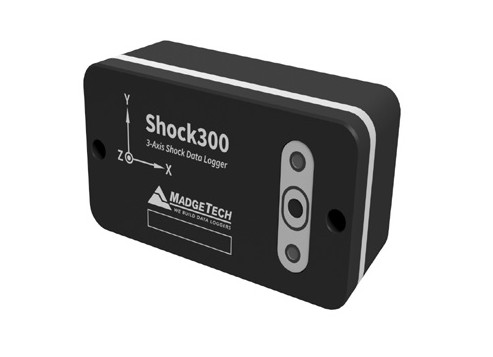 Y
Shock300
3-Axis Shock Data Logger
Z
X
MADGETECH
WE BUILD DATA LOGGERS